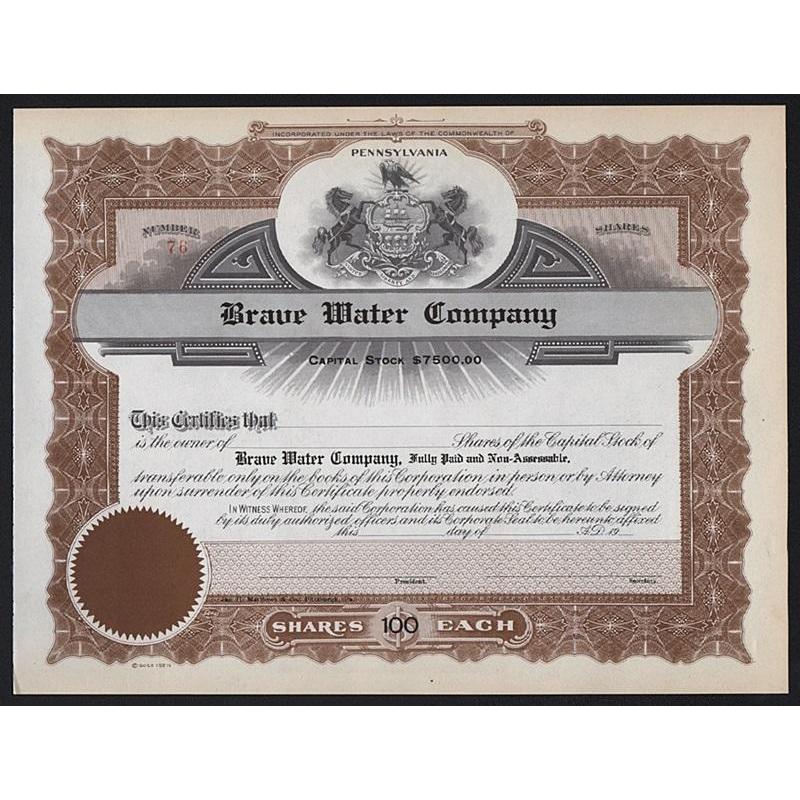 INCORPORATED UNDER THE LAWS OF THE COMMONWEALTH OF
PENNSYLVANIA
NUMBER
76
SHARES
Brave Water Company
CAPITAL STOCK $7500.00
This Certifies that
is the owner of Shares of the Capital Stock of
Brave Water Company, Fully Paid and Non-Assessable,
transferable only on the books of this Corporation in person or by Attorney
upon surrender of this Certificate properly endorsed.
IN WITNESS WHEREOF, the said Corporation has caused this Certificate to be signed
by its duly authorized officers and its Corporate Seal to be hereunto affixed
this day of A.D. 19
President.
Secretary.
SHARES 100 EACH